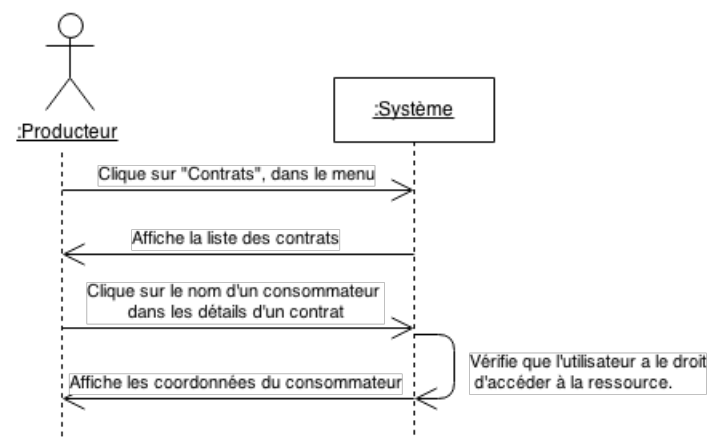 :Producteur
:Système
Clique sur "Contrats", dans le menu
Affiche la liste des contrats
Clique sur le nom d'un consommateur
dans les détails d'un contrat
Vérifie que l'utilisateur a le droit
d'accéder à la ressource.
Affiche les coordonnées du consommateur